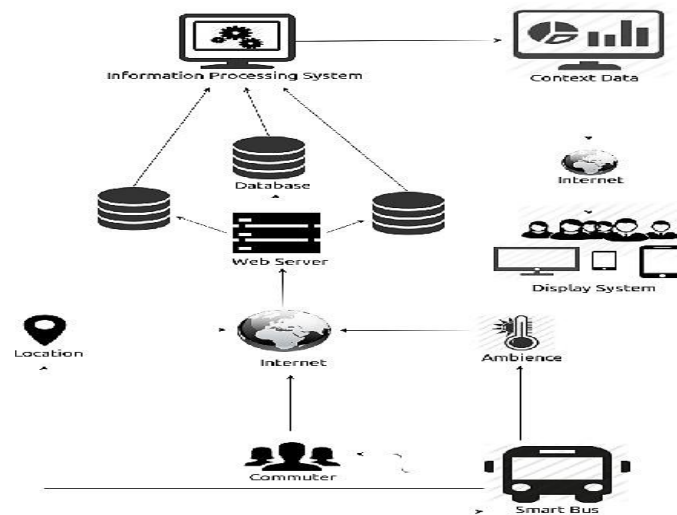 Information Processing System
Context Data
Database
Internet
Web Server
Display System
Location
Internet
Ambience
Commuter
Smart Bus